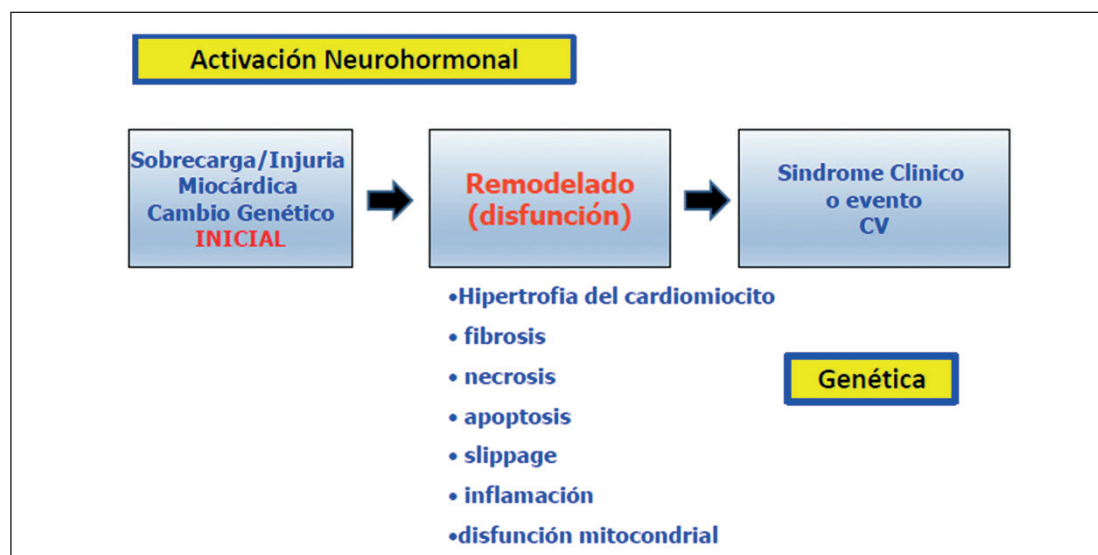 Activación Neurohormonal
Sobrecarga/Injuria
Miocárdica
Cambio Genético
INICIAL
Remodelado
(disfunción)
Sindrome Clinico
o evento
CV
•Hipertrofia del cardiomiocito
• fibrosis
• necrosis
• apoptosis
• slippage
• inflamación
•disfunción mitocondrial
Genética